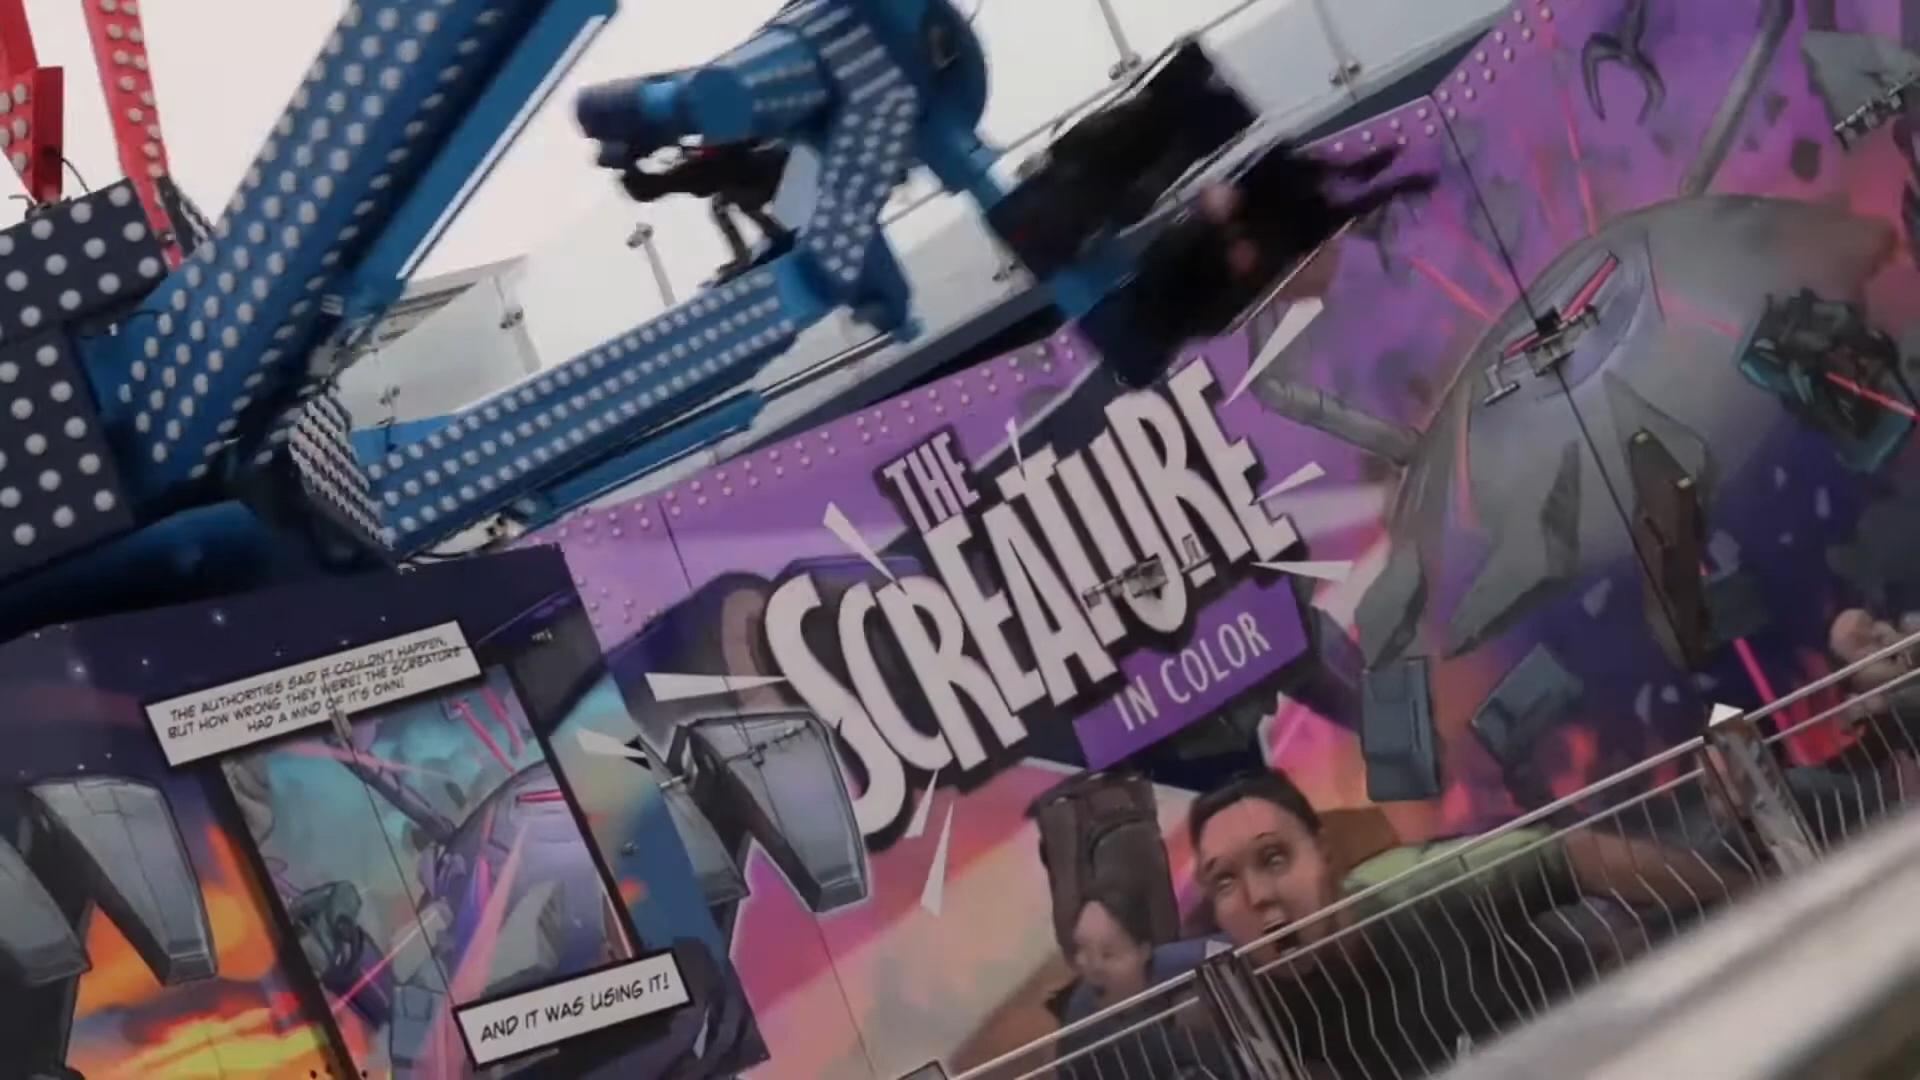 THE
SCREATURE
IN COLOR
THE AUTHORITIES SAID IT COULDN'T HAPPEN,
BUT HOW WRONG THEY WERE! THE SCREATURE
HAD A MIND OF IT'S OWN!
AND IT WAS USING IT!